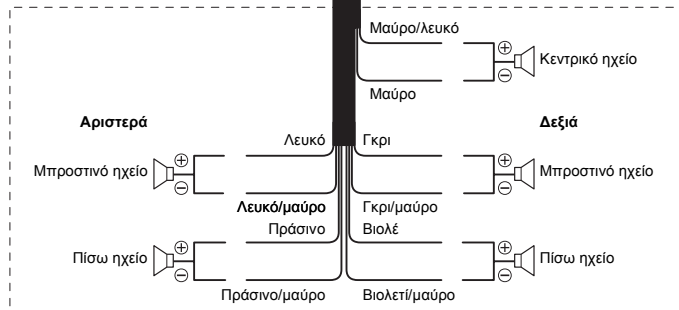 Μαύρο/λευκό
⊕
Κεντρικό ηχείο
⊖
Μαύρο
Αριστερά
Δεξιά
Λευκό
Γκρι
Μπροστινό ηχείο
⊕
⊖
⊕
Μπροστινό ηχείο
⊖
Λευκό/μαύρο
Γκρι/μαύρο
Πράσινο
Βιολέ
Πίσω ηχείο
⊕
⊖
⊕
Πίσω ηχείο
⊖
Πράσινο/μαύρο
Βιολετί/μαύρο